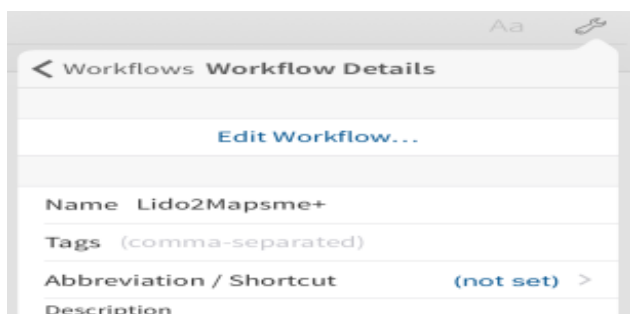 Aa
< Workflows Workflow Details
Edit Workflow...
Name Lido2Mapsme+
Tags (comma-separated)
Abbreviation / Shortcut (not set) >
Description